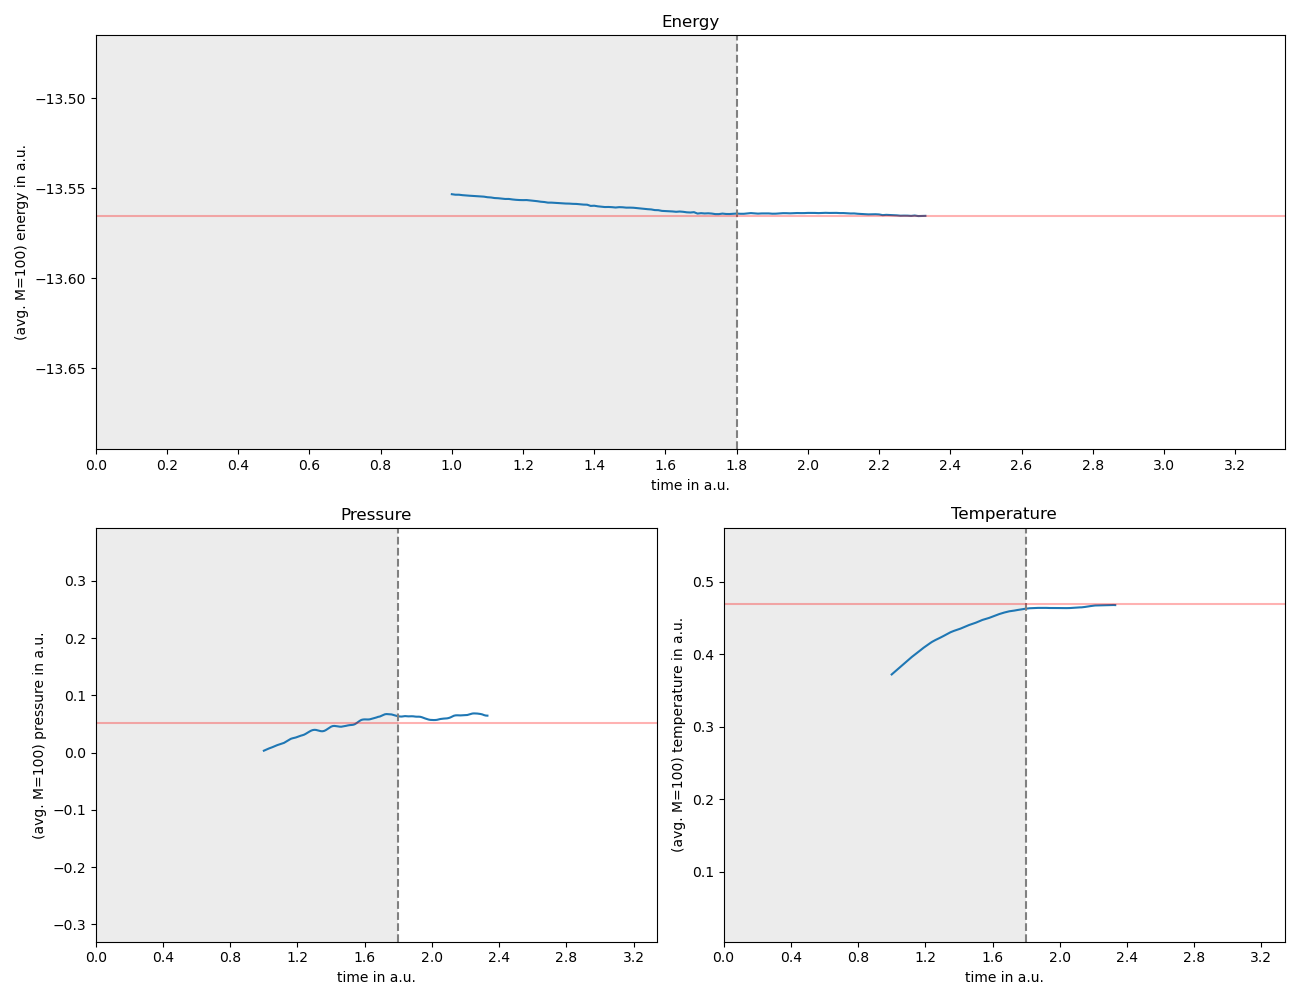 Energy
(avg. M=100) energy in a.u.
−13.50
−13.55
−13.60
−13.65
0.0 0.2 0.4 0.6 0.8 1.0 1.2 1.4 1.6 1.8 2.0 2.2 2.4 2.6 2.8 3.0 3.2
time in a.u.
Pressure
(avg. M=100) pressure in a.u.
0.3
0.2
0.1
0.0
−0.1
−0.2
−0.3
0.0 0.4 0.8 1.2 1.6 2.0 2.4 2.8 3.2
time in a.u.
Temperature
(avg. M=100) temperature in a.u.
0.5
0.4
0.3
0.2
0.1
0.0 0.4 0.8 1.2 1.6 2.0 2.4 2.8 3.2
time in a.u.